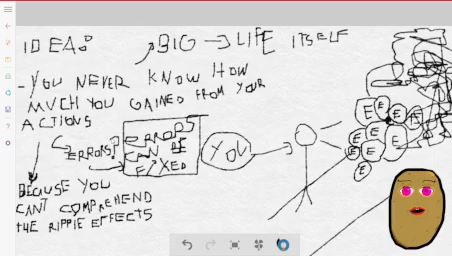 IDEA:
BIG → LIFE ITSELF
- YOU NEVER KNOW HOW
MUCH YOU GAINED FROM YOUR
ACTIONS
ERRORS?
ERRORS
CAN BE
FIXED
YOU
BECAUSE YOU
CANT COMPREHEND
THE RIPPLE EFFECTS
E E E E E E E E